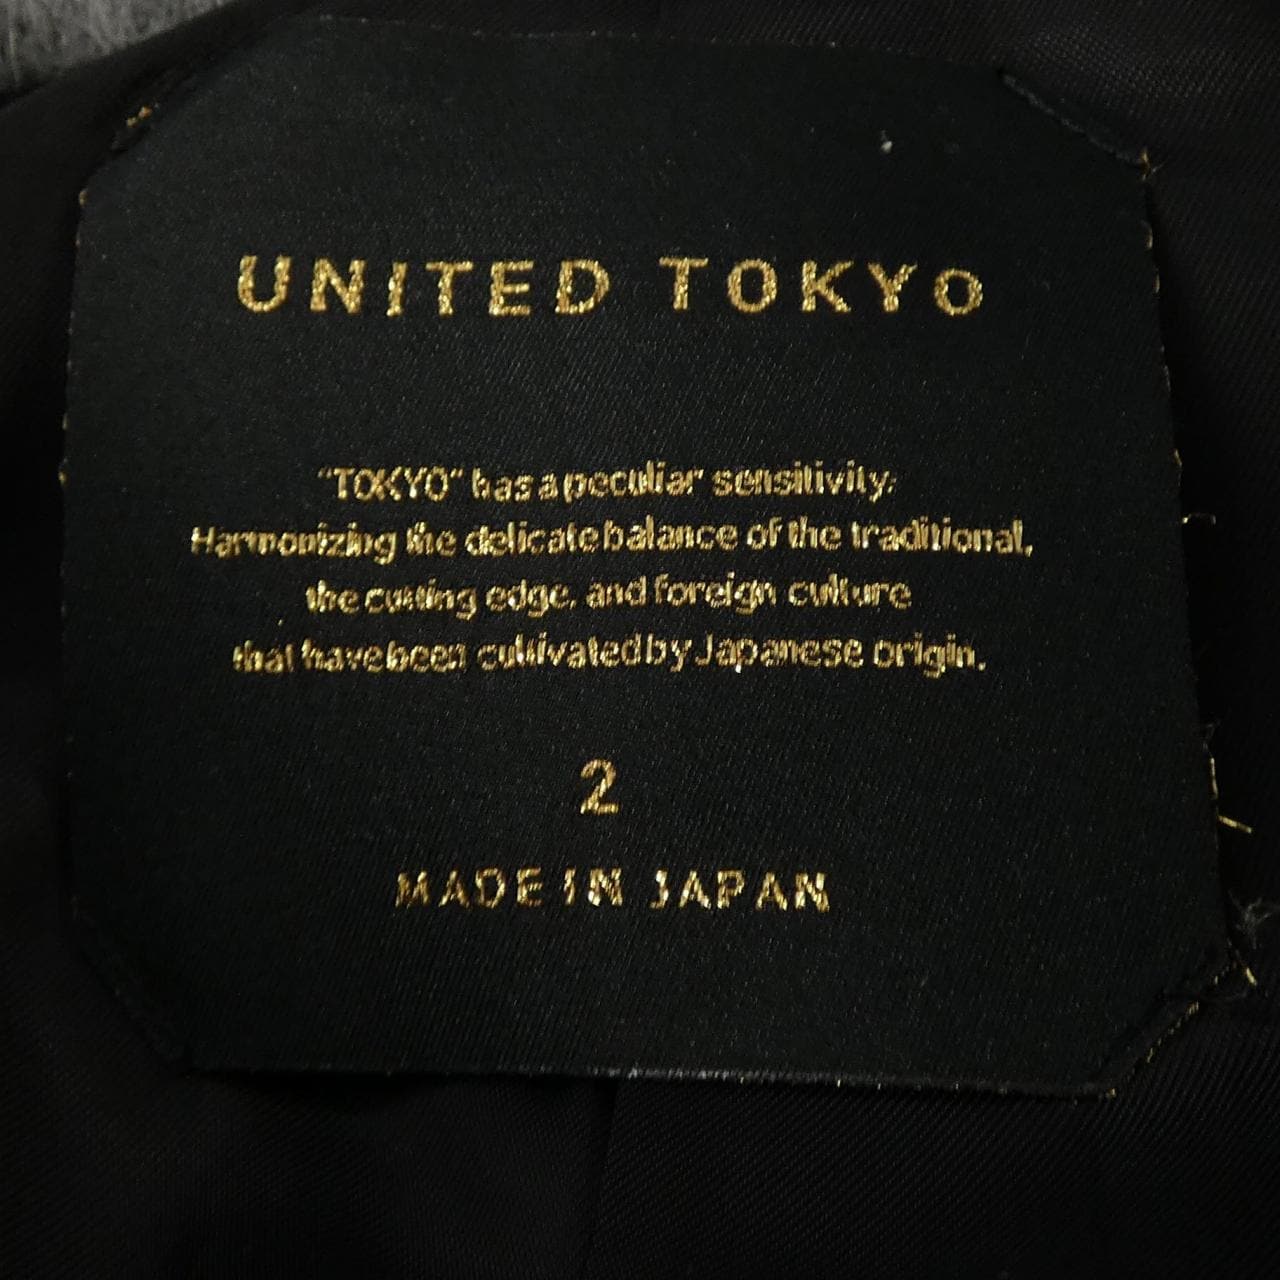 UNITED TOKYO
"TOKYO" has a peculiar sensitivity.
Harmonizing the delicate balance of the traditional,
the cutting edge, and foreign culture
that have been cultivated by Japanese origin.
2
MADE IN JAPAN